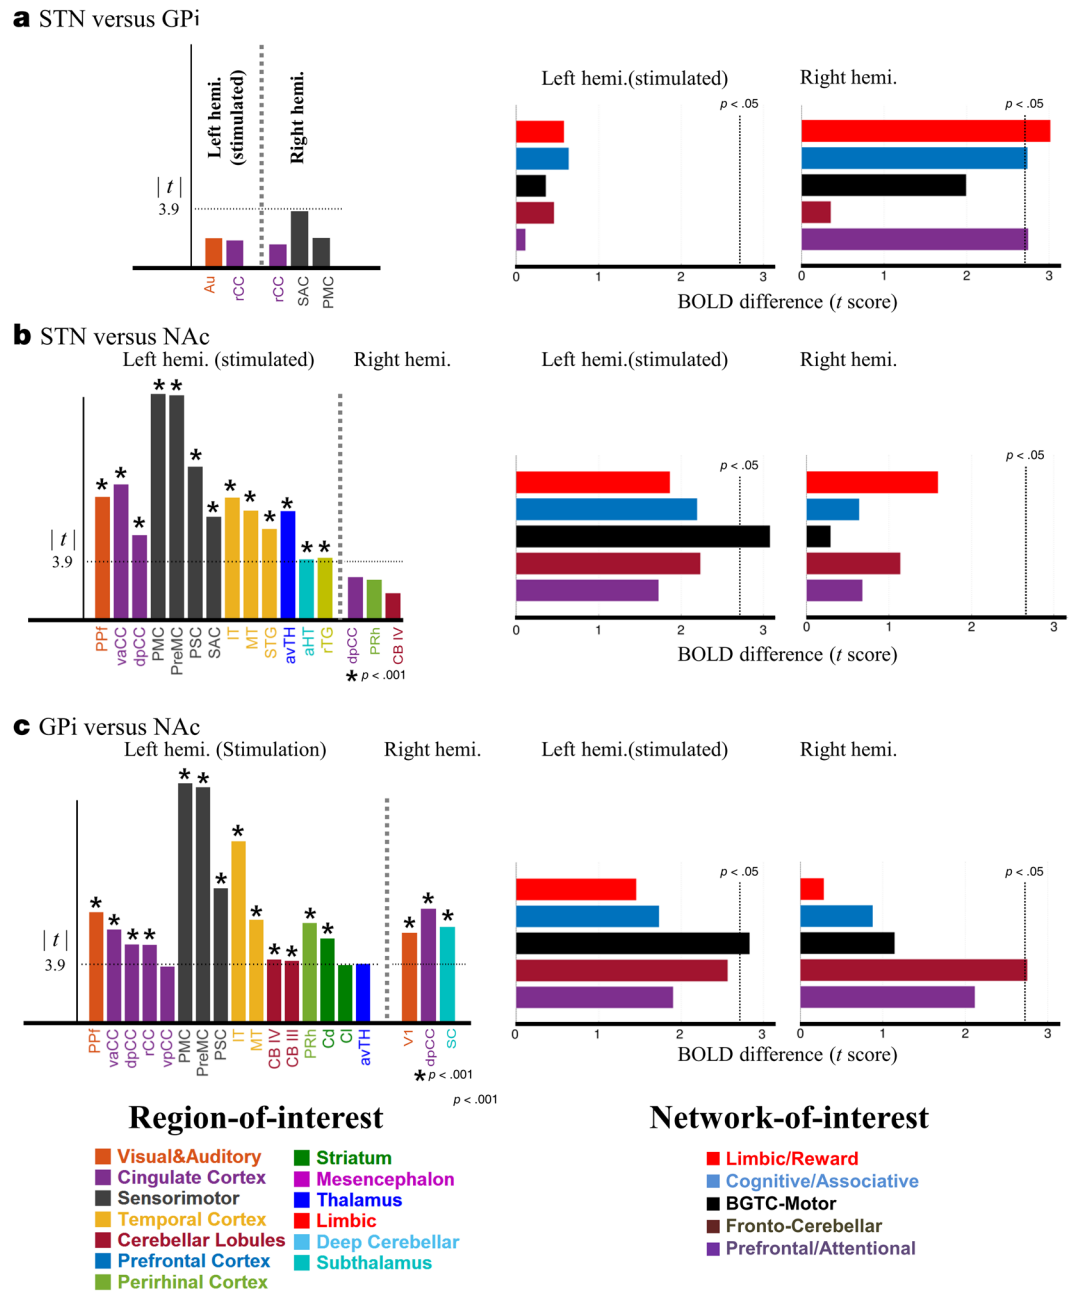 a STN versus GPi
Left hemi.
(stimulated)
Right hemi.
| t |
3.9
Au
rCC
rCC
SAC
PMC
Left hemi.(stimulated)
Right hemi.
p < .05
p < .05
0 1 2 3
0 1 2 3
BOLD difference (t score)
b STN versus NAc
Left hemi. (stimulated)
Right hemi.
* * * * * * * * * * * * *
| t |
3.9
PPf
vaCC
dpCC
PMC
PreMC
PSC
SAC
IT
MT
STG
avTH
aHT
rTG
dpCC
PRh
CB IV
* p < .001
Left hemi.(stimulated)
Right hemi.
p < .05
p < .05
0 1 2 3
0 1 2 3
BOLD difference (t score)
c GPi versus NAc
Left hemi. (Stimulation)
Right hemi.
* * * * * * * * * * * * * * * *
| t |
3.9
PPf
vaCC
dpCC
rCC
vpCC
PMC
PreMC
PSC
IT
MT
CB IV
CB III
PRh
Cd
Cl
avTH
V1
dpCC
SC
* p < .001
p < .001
Left hemi.(stimulated)
Right hemi.
p < .05
p < .05
0 1 2 3
0 1 2 3
BOLD difference (t score)
Region-of-interest
Visual&Auditory
Cingulate Cortex
Sensorimotor
Temporal Cortex
Cerebellar Lobules
Prefrontal Cortex
Perirhinal Cortex
Striatum
Mesencephalon
Thalamus
Limbic
Deep Cerebellar
Subthalamus
Network-of-interest
Limbic/Reward
Cognitive/Associative
BGTC-Motor
Fronto-Cerebellar
Prefrontal/Attentional